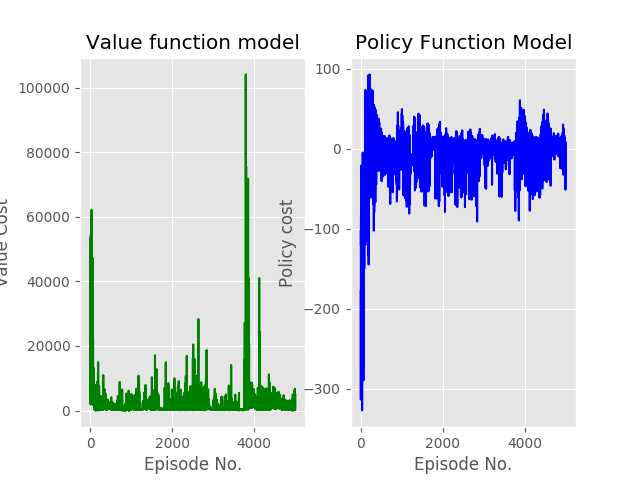 Value function model
Policy Function Model
100000
80000
60000
40000
20000
0
Value Cost
0
2000
4000
Episode No.
100
0
−100
−200
−300
Policy cost
0
2000
4000
Episode No.